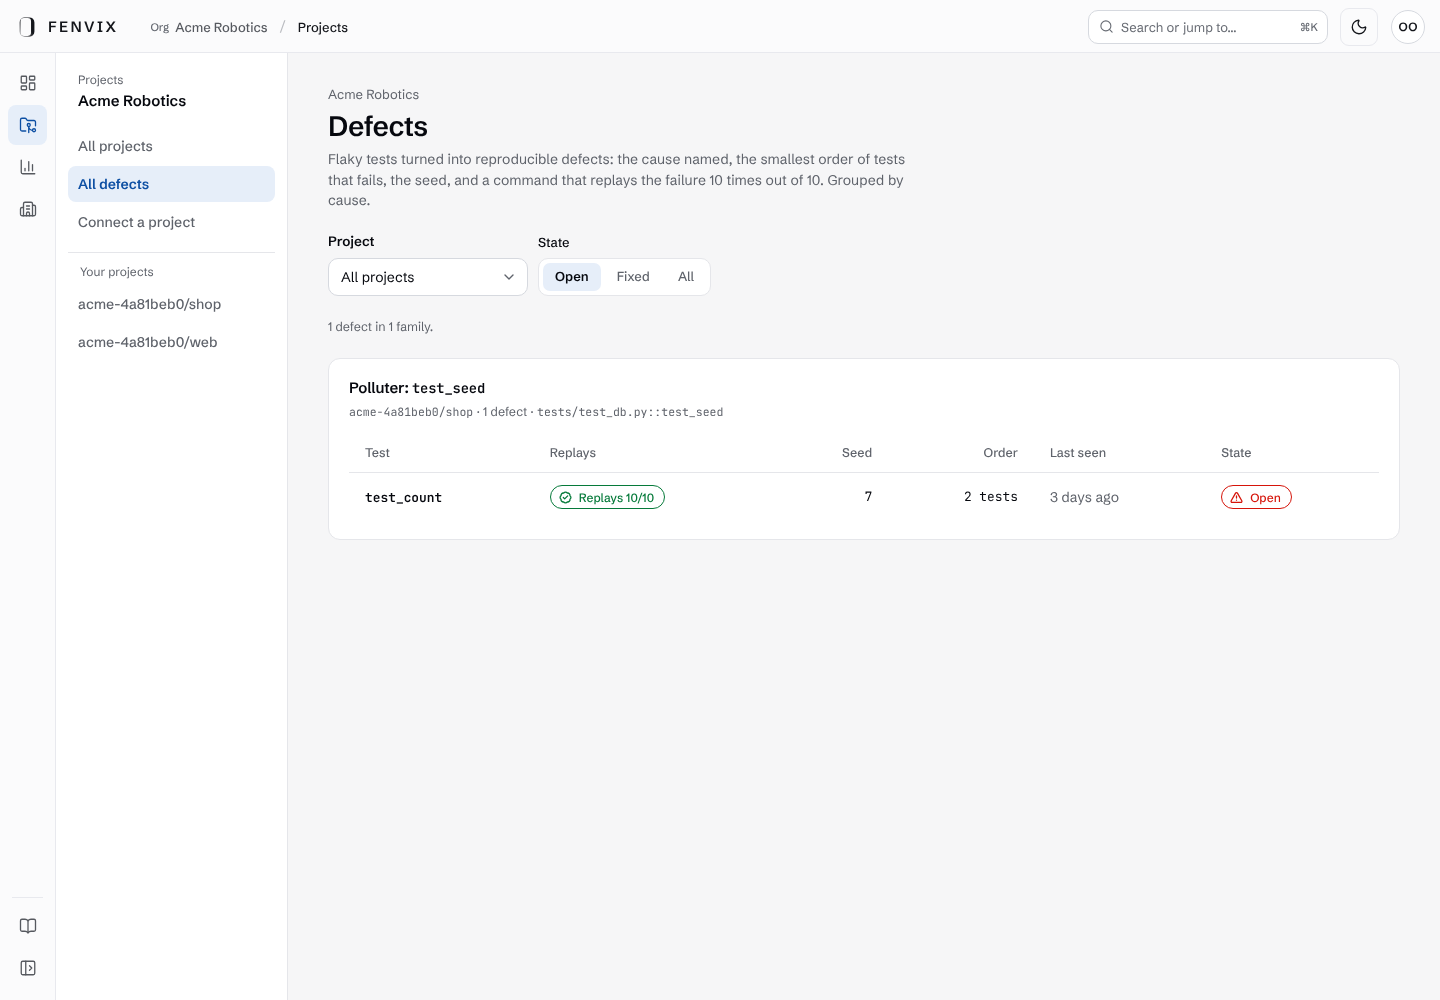 FENVIX
Org Acme Robotics / Projects
Search or jump to... ⌘K
OO
Projects
Acme Robotics
All projects
All defects
Connect a project
Your projects
acme-4a81beb0/shop
acme-4a81beb0/web
Acme Robotics
Defects
Flaky tests turned into reproducible defects: the cause named, the smallest order of tests
that fails, the seed, and a command that replays the failure 10 times out of 10. Grouped by
cause.
Project
State
All projects
Open Fixed All
1 defect in 1 family.
Polluter: test_seed
acme-4a81beb0/shop · 1 defect · tests/test_db.py::test_seed
Test Replays Seed Order Last seen State
test_count Replays 10/10 7 2 tests 3 days ago Open